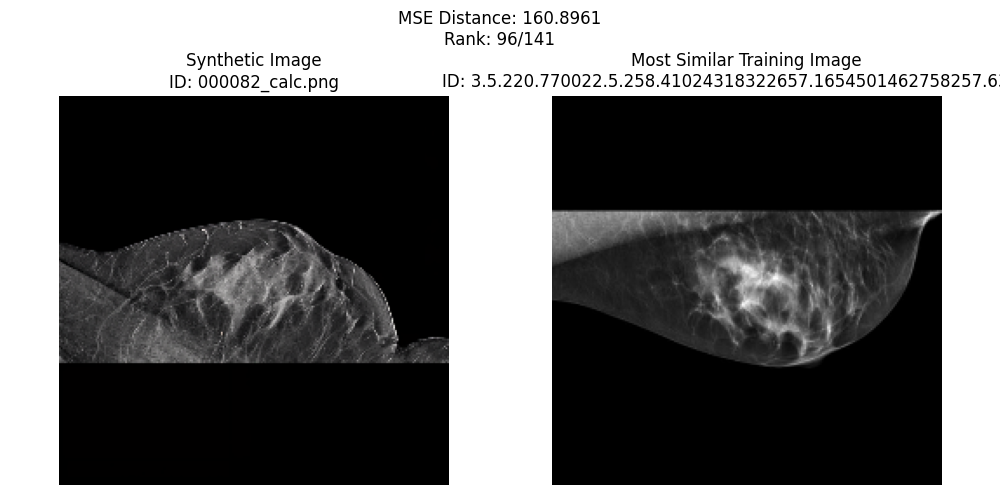 MSE Distance: 160.8961
Rank: 96/141
Synthetic Image
ID: 000082_calc.png
Most Similar Training Image
ID: 3.5.220.770022.5.258.41024318322657.1654501462758257.6